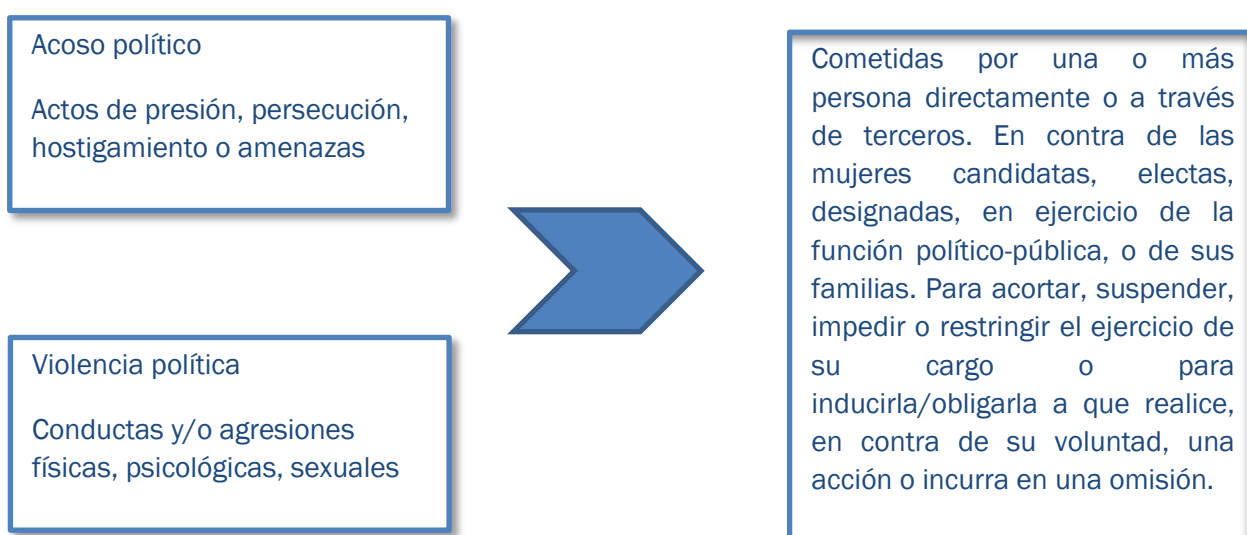 Acoso político
Actos de presión, persecución,
hostigamiento o amenazas
Violencia política
Conductas y/o agresiones
físicas, psicológicas, sexuales
Cometidas por una o más
persona directamente o a través
de terceros. En contra de las
mujeres candidatas, electas,
designadas, en ejercicio de la
función político-pública, o de sus
familias. Para acortar, suspender,
impedir o restringir el ejercicio de
su cargo o para
inducirla/obligarla a que realice,
en contra de su voluntad, una
acción o incurra en una omisión.